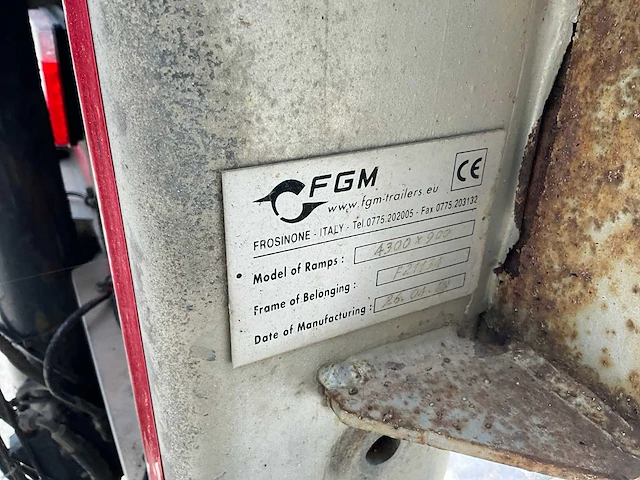 FGM
CE
www.fgm-trailers.eu
FROSINONE - ITALY - Tel.0775.202005 - Fax 0775.203132
Model of Ramps : 4300 x 900
Frame of Belonging :
Date of Manufacturing :